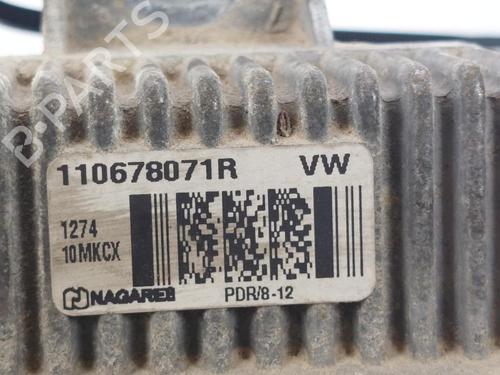 B-PARTS
110678071R VW
1274
10MKCX
NAGARES
PDR/8-12